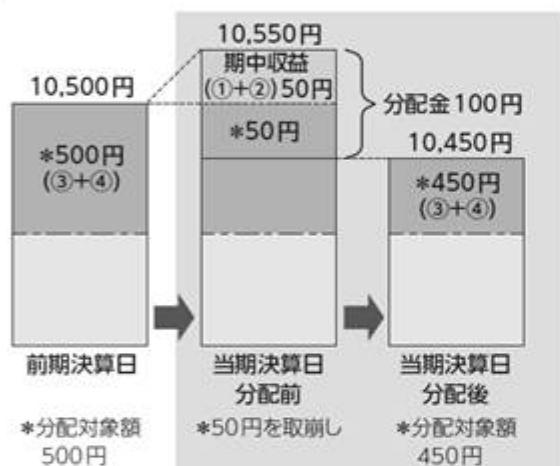 10,500円
*500円
(③+④)
前期決算日
*分配対象額
500円
10,550円
期中収益
(①+②)50円
*50円
分配金100円
当期決算日
分配前
*50円を取崩し
10,450円
*450円
(③+④)
当期決算日
分配後
*分配対象額
450円